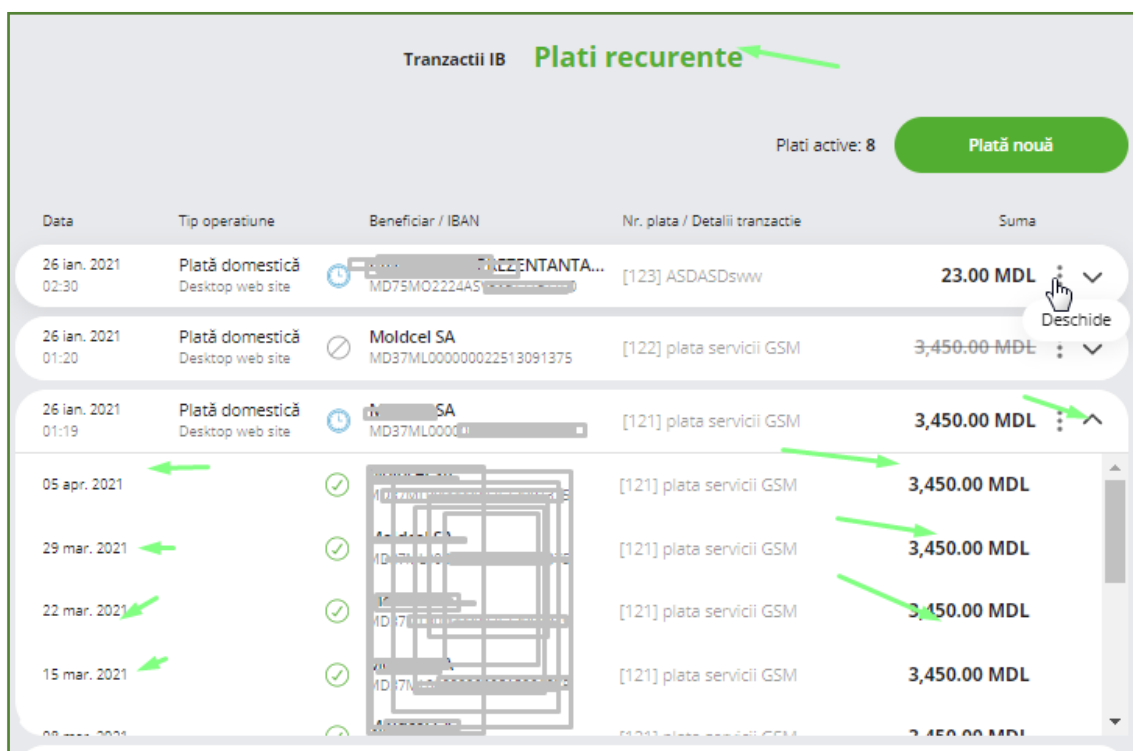 Tranzactii IB Plati recurente
Plati active: 8 Plată nouă
Data Tip operatiune Beneficiar / IBAN Nr. plata / Detalii tranzactie Suma
26 ian. 2021 Plată domestică [123] ASDASDsww 23.00 MDL
02:30 Desktop web site
Deschide
26 ian. 2021 Plată domestică Moldcel SA [122] plata servicii GSM 3,450.00 MDL
01:20 Desktop web site MD37ML000000022513091375
26 ian. 2021 Plată domestică SA [121] plata servicii GSM 3,450.00 MDL
01:19 Desktop web site
05 apr. 2021 [121] plata servicii GSM 3,450.00 MDL
29 mar. 2021 [121] plata servicii GSM 3,450.00 MDL
22 mar. 2021 [121] plata servicii GSM 3,450.00 MDL
15 mar. 2021 [121] plata servicii GSM 3,450.00 MDL